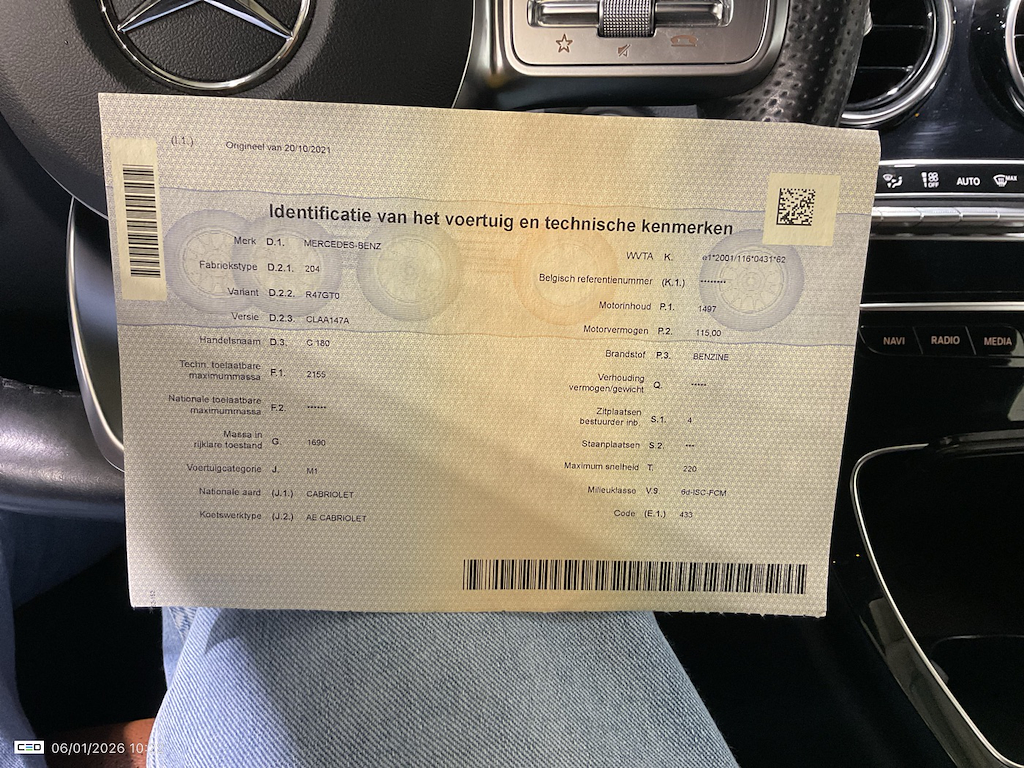 OFF
AUTO
MAX
NAVI RADIO MEDIA
(I.1.) Origineel van 20/10/2021
Identificatie van het voertuig en technische kenmerken
Merk D.1. MERCEDES-BENZ
Fabriekstype D.2.1. 204
Variant D.2.2. R47GT0
Versie D.2.3. CLAA147A
Handelsnaam D.3. C 180
Techn. toelaatbare
maximummassa F.1. 2155
Nationale toelaatbare
maximummassa F.2. ******
Massa in
rijklare toestand G. 1690
Voertuigcategorie J. M1
Nationale aard (J.1.) CABRIOLET
Koetswerktype (J.2.) AE CABRIOLET
WVTA K. e1*2001/116*0431*62
Belgisch referentienummer (K.1.) ********
Motorinhoud P.1. 1497
Motorvermogen P.2. 115,00
Brandstof P.3. BENZINE
Verhouding
vermogen/gewicht Q. *****
Zitplaatsen
bestuurder inb. S.1. 4
Staanplaatsen S.2. ***
Maximum snelheid T. 220
Milieuklasse V.9. 6d-ISC-FCM
Code (E.1.) 433
CEO 06/01/2026